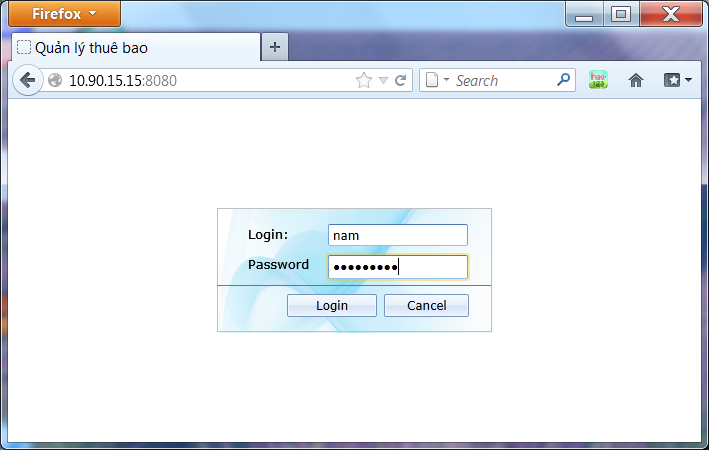 Firefox
Quản lý thuê bao
10.90.15.15:8080
Search
Login:
nam
Password
Login
Cancel